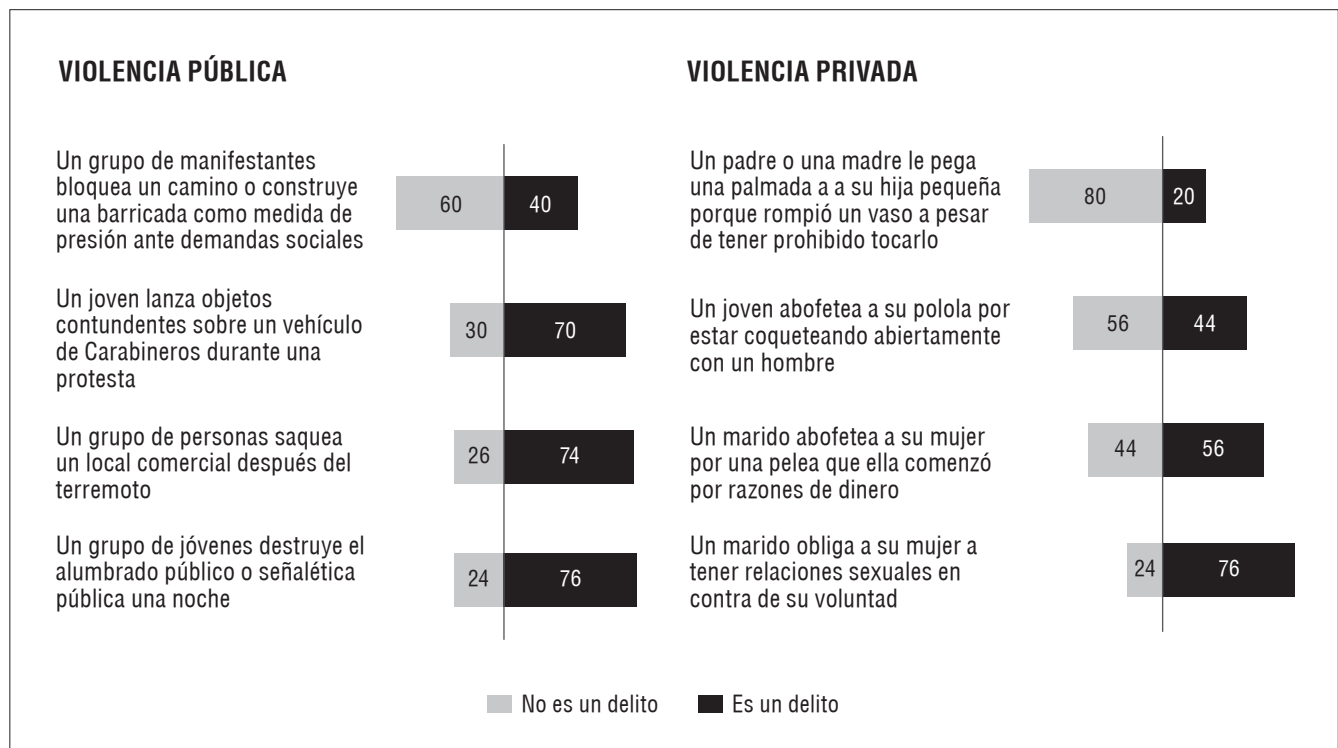 VIOLENCIA PÚBLICA
Un grupo de manifestantes
bloquea un camino o construye
una barricada como medida de
presión ante demandas sociales
60 40
Un joven lanza objetos
contundentes sobre un vehículo
de Carabineros durante una
protesta
30 70
Un grupo de personas saquea
un local comercial después del
terremoto
26 74
Un grupo de jóvenes destruye el
alumbrado público o señalética
pública una noche
24 76
VIOLENCIA PRIVADA
Un padre o una madre le pega
una palmada a a su hija pequeña
porque rompió un vaso a pesar
de tener prohibido tocarlo
80 20
Un joven abofetea a su polola por
estar coqueteando abiertamente
con un hombre
56 44
Un marido abofetea a su mujer
por una pelea que ella comenzó
por razones de dinero
44 56
Un marido obliga a su mujer a
tener relaciones sexuales en
contra de su voluntad
24 76
No es un delito Es un delito